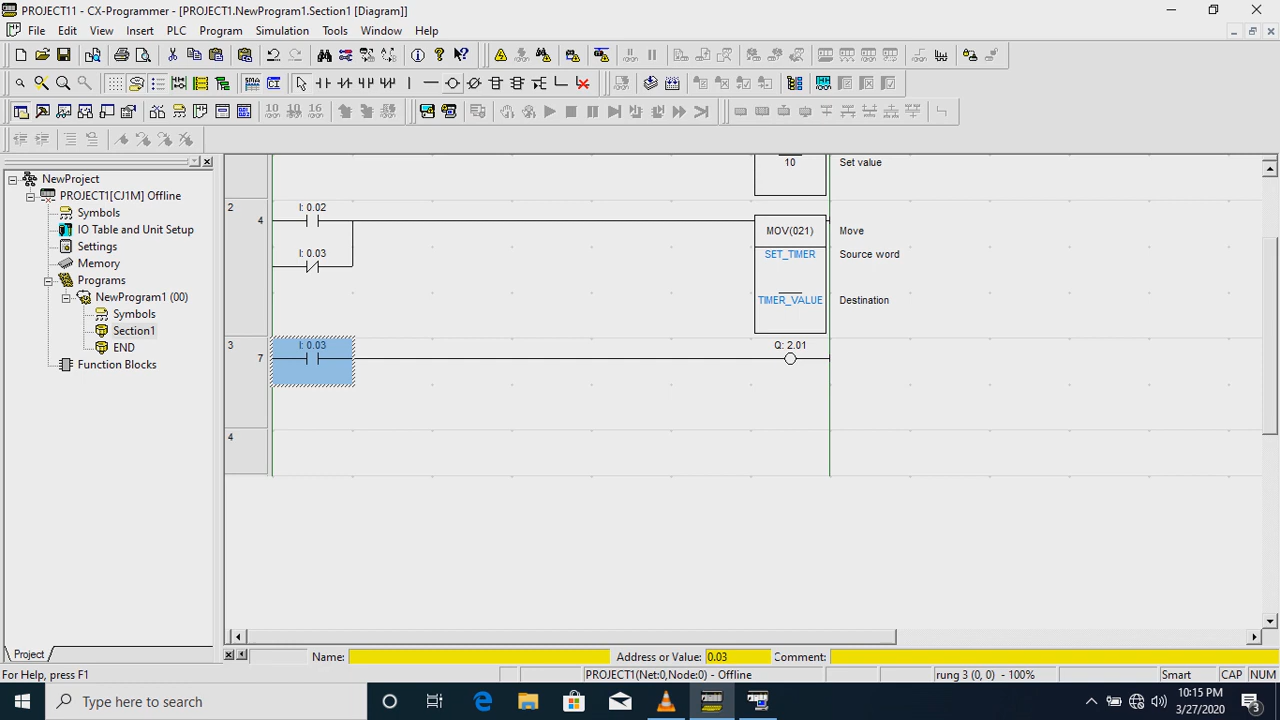 PROJECT11 - CX-Programmer - [PROJECT1.NewProgram1.Section1 [Diagram]]
File Edit View Insert PLC Program Simulation Tools Window Help
10 10 16
NewProject
PROJECT1[CJ1M] Offline
Symbols
IO Table and Unit Setup
Settings
Memory
Programs
NewProgram1 (00)
Symbols
Section1
END
Function Blocks
Project
10 Set value
2
4
I: 0.02
MOV(021) Move
I: 0.03
SET_TIMER Source word
TIMER_VALUE Destination
3
7
I: 0.03
Q: 2.01
4
Name: Address or Value: 0.03 Comment:
For Help, press F1 PROJECT1(Net:0,Node:0) - Offline rung 3 (0, 0) - 100% Smart CAP NUM
Type here to search
10:15 PM
3/27/2020
3